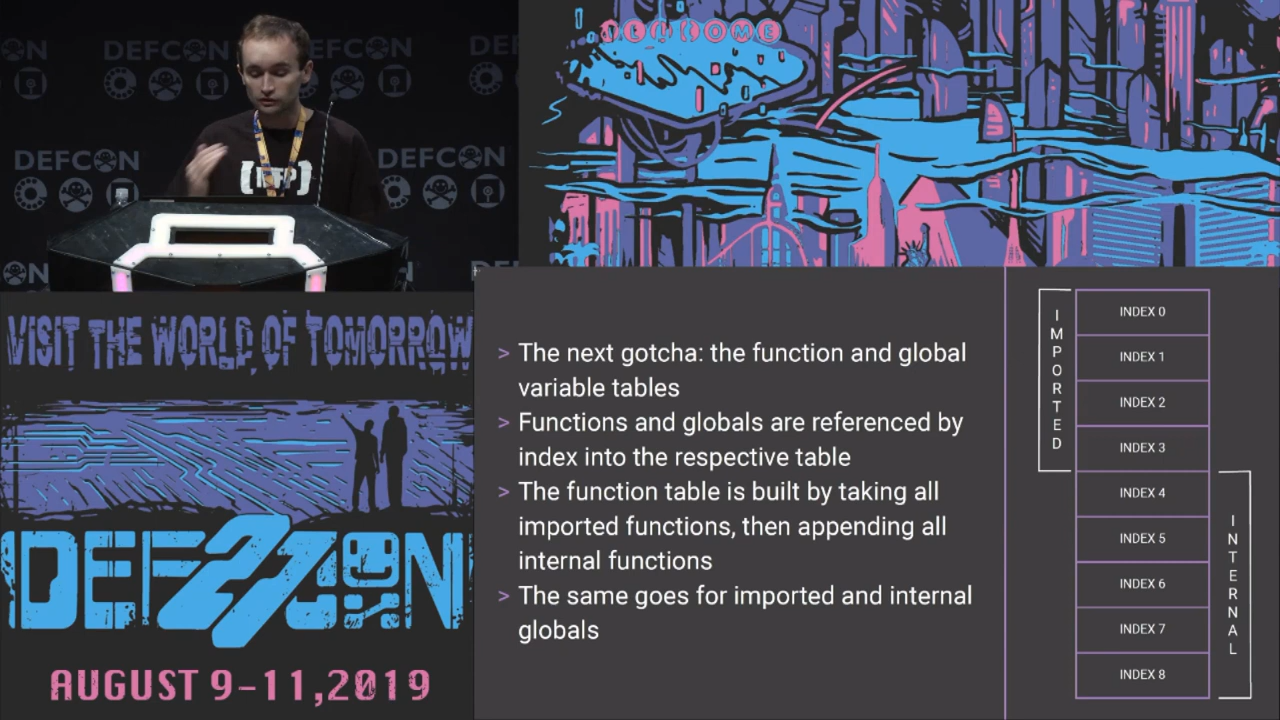 DEFCON
DEFCON
DEFCON
WELCOME
VISIT THE WORLD OF TOMORROW
DEFCON
27
AUGUST 9-11,2019
> The next gotcha: the function and global
variable tables
> Functions and globals are referenced by
index into the respective table
> The function table is built by taking all
imported functions, then appending all
internal functions
> The same goes for imported and internal
globals
IMPORTED
INDEX 0
INDEX 1
INDEX 2
INDEX 3
INDEX 4
INDEX 5
INDEX 6
INDEX 7
INDEX 8
INTERNAL